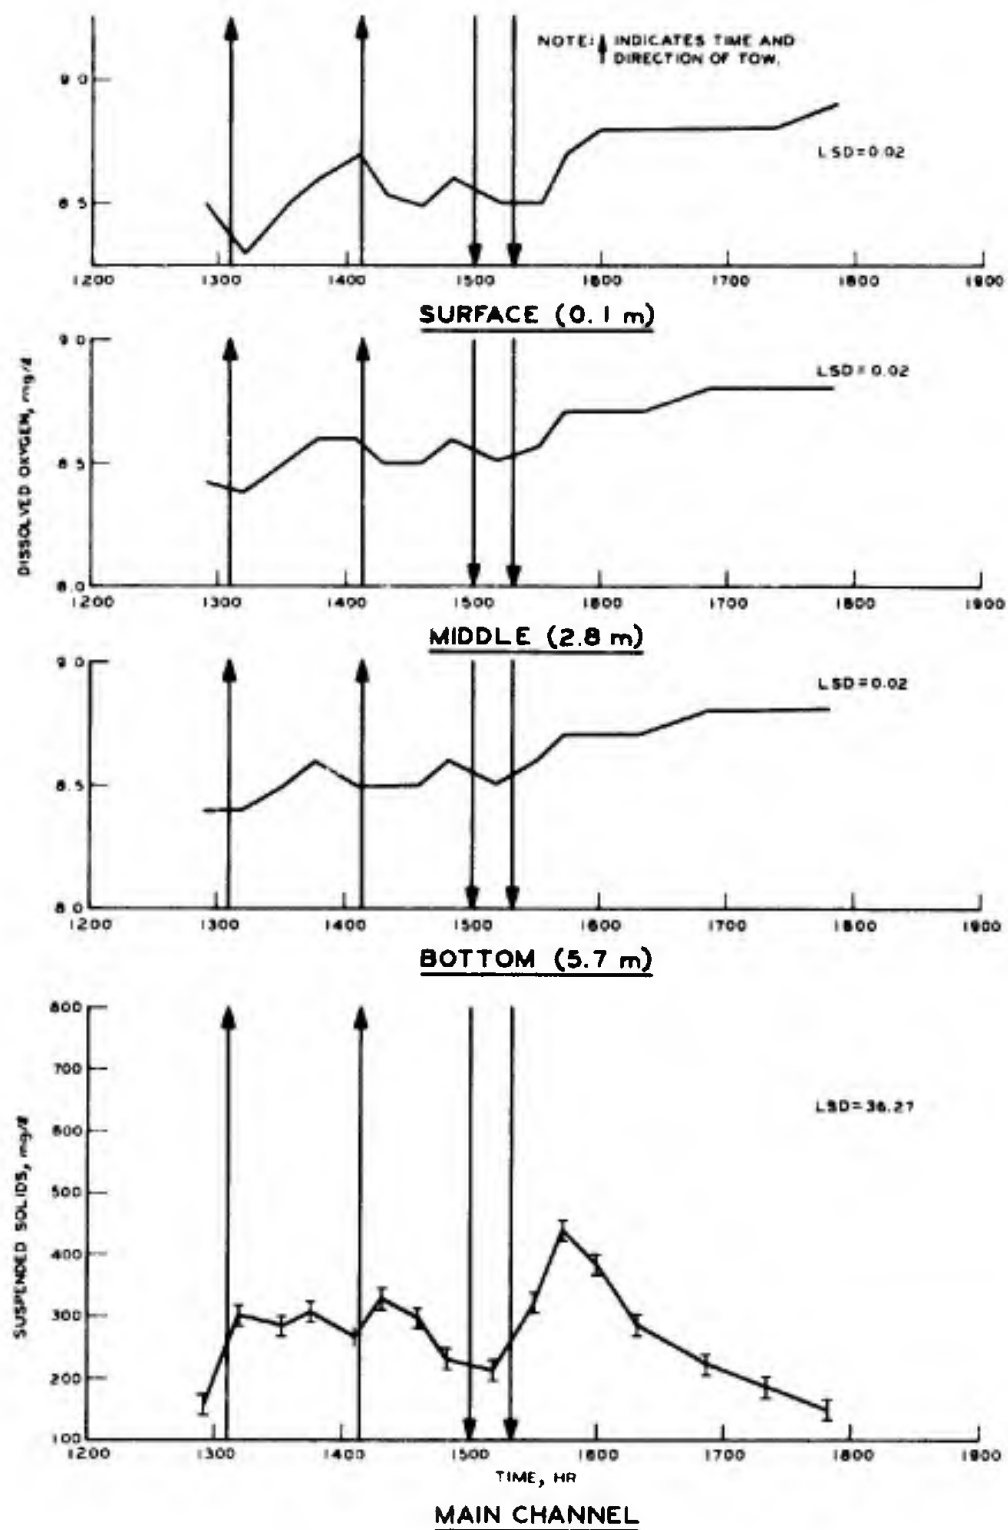 NOTE: INDICATES TIME AND
DIRECTION OF TOW.
9.0
LSD=0.02
8.5
1200 1300 1400 1500 1600 1700 1800 1900
SURFACE (0.1 m)
DISSOLVED OXYGEN, mg/ℓ
9.0
LSD=0.02
8.5
8.0
1200 1300 1400 1500 1600 1700 1800 1900
MIDDLE (2.8 m)
9.0
LSD=0.02
8.5
8.0
1200 1300 1400 1500 1600 1700 1800 1900
BOTTOM (5.7 m)
SUSPENDED SOLIDS, mg/ℓ
800
700
LSD=36.27
600
500
400
300
200
100
1200 1300 1400 1500 1600 1700 1800 1900
TIME, HR
MAIN CHANNEL